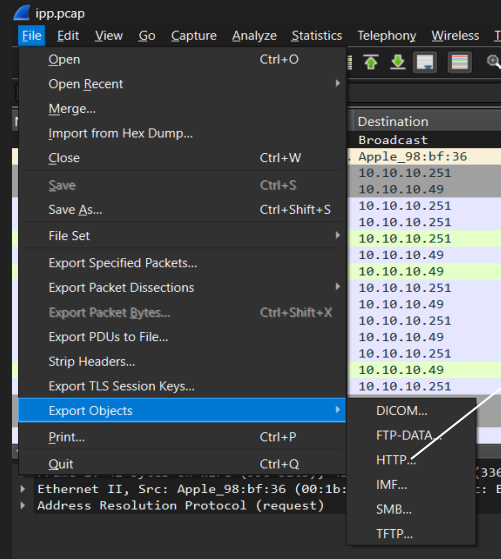 ipp.pcap
File Edit View Go Capture Analyze Statistics Telephony Wireless
Open Ctrl+O
Open Recent
Merge...
Import from Hex Dump...
Close Ctrl+W
Save Ctrl+S
Save As... Ctrl+Shift+S
File Set
Export Specified Packets...
Export Packet Dissections
Export Packet Bytes... Ctrl+Shift+X
Export PDUs to File...
Strip Headers...
Export TLS Session Keys...
Export Objects
Print... Ctrl+P
Quit Ctrl+Q
DICOM...
FTP-DATA...
HTTP...
IMF...
SMB...
TFTP...
Destination
Broadcast
Apple_98:bf:36
10.10.10.251
10.10.10.49
10.10.10.251
10.10.10.251
10.10.10.251
10.10.10.49
10.10.10.49
10.10.10.251
10.10.10.49
10.10.10.49
10.10.10.251
10.10.10.251
10.10.10.49
10.10.10.251
Ethernet II, Src: Apple_98:bf:36 (00:1b:
Address Resolution Protocol (request)